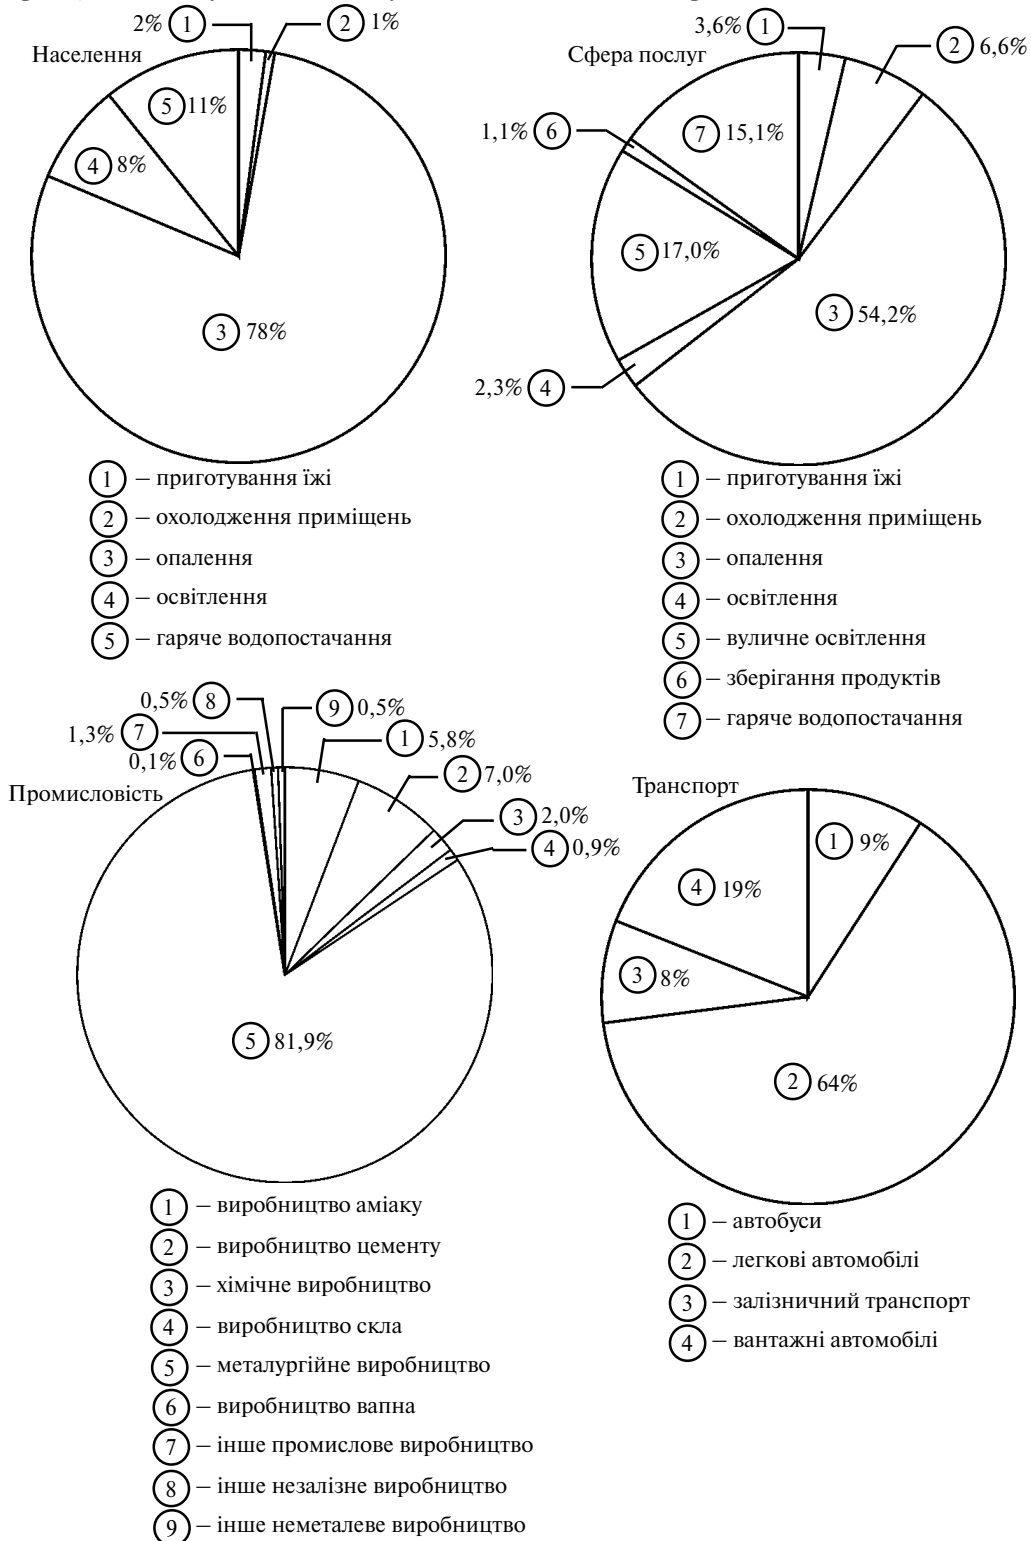 2% 1
2 1%
Населення
5 11%
4 8%
3 78%
1 – приготування їжі
2 – охолодження приміщень
3 – опалення
4 – освітлення
5 – гаряче водопостачання
3,6% 1
2 6,6%
Сфера послуг
1,1% 6
7 15,1%
5 17,0%
3 54,2%
2,3% 4
1 – приготування їжі
2 – охолодження приміщень
3 – опалення
4 – освітлення
5 – вуличне освітлення
6 – зберігання продуктів
7 – гаряче водопостачання
0,5% 8
9 0,5%
1,3% 7
1 5,8%
0,1% 6
2 7,0%
Промисловість
3 2,0%
4 0,9%
5 81,9%
1 – виробництво аміаку
2 – виробництво цементу
3 – хімічне виробництво
4 – виробництво скла
5 – металургійне виробництво
6 – виробництво вапна
7 – інше промислове виробництво
8 – інше незалізне виробництво
9 – інше неметалеве виробництво
Транспорт
1 9%
4 19%
3 8%
2 64%
1 – автобуси
2 – легкові автомобілі
3 – залізничний транспорт
4 – вантажні автомобілі